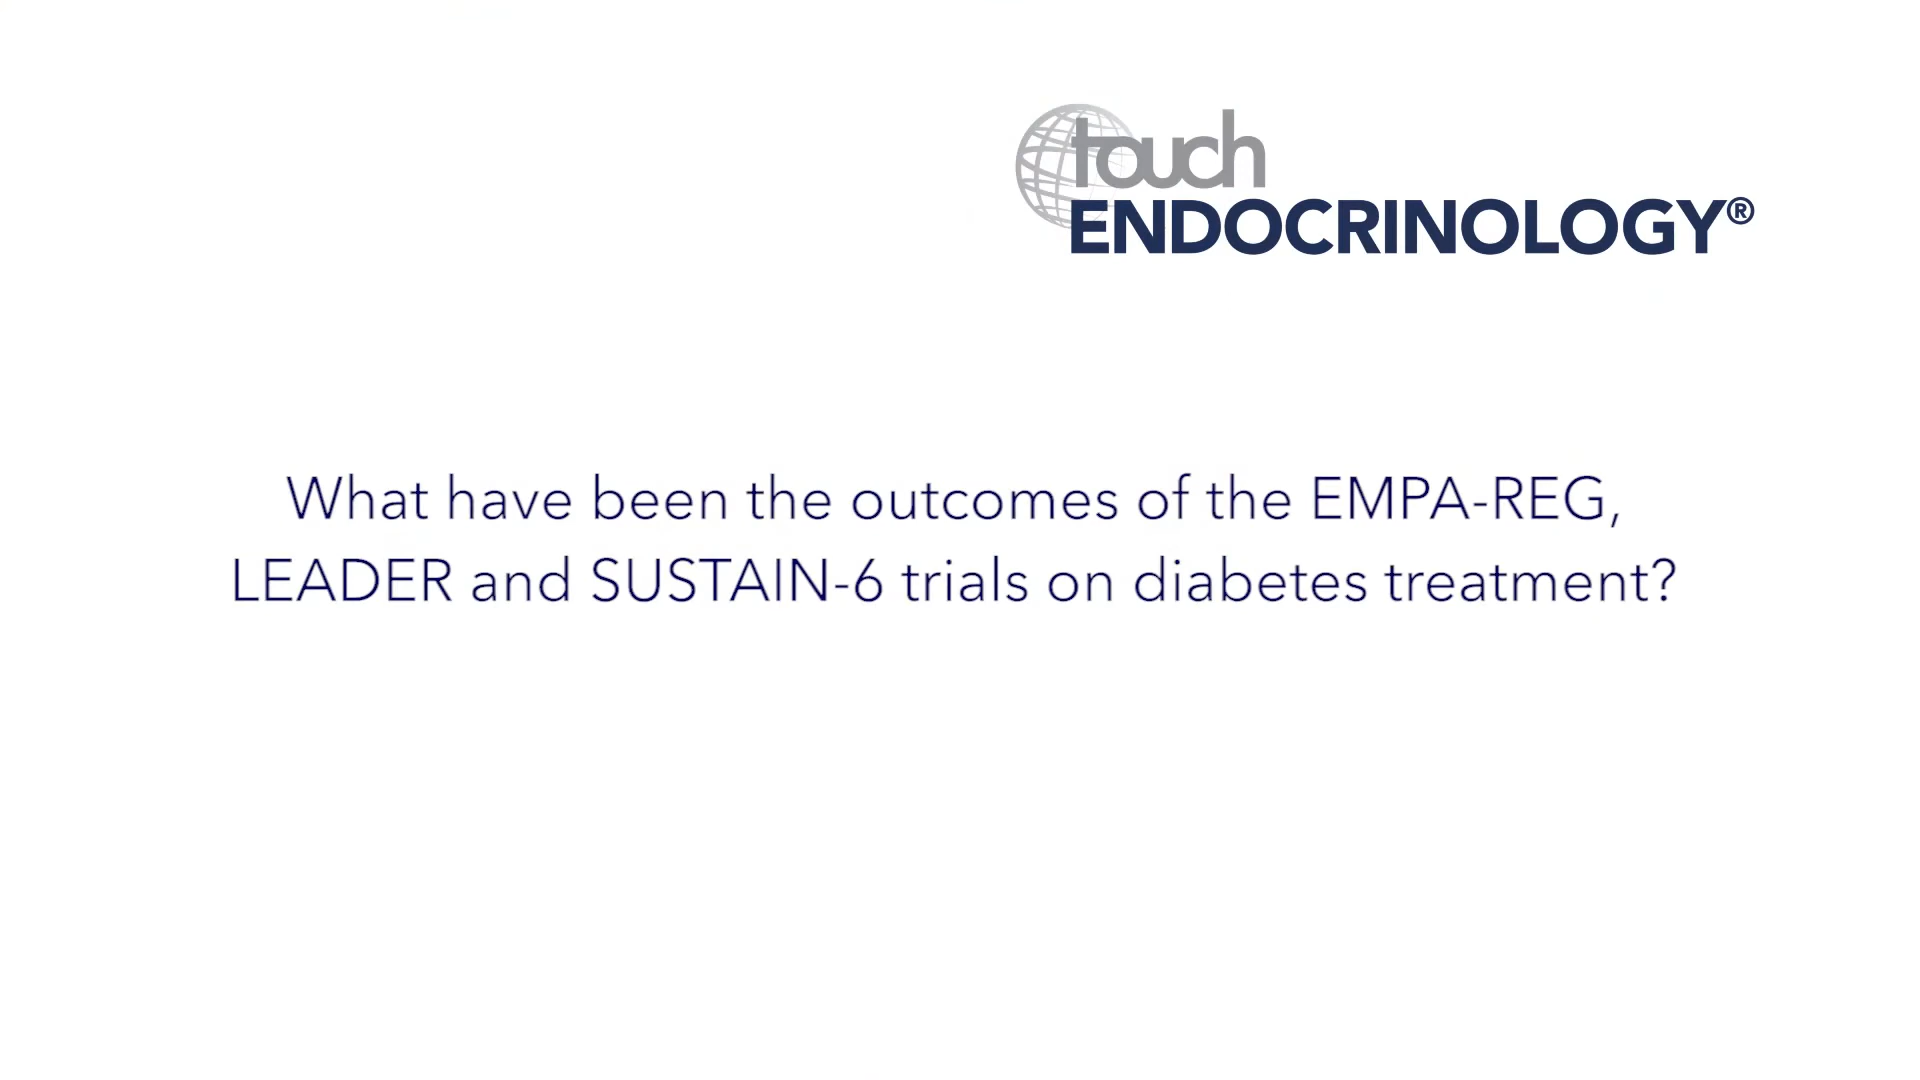 touch
ENDOCRINOLOGY®
What have been the outcomes of the EMPA-REG,
LEADER and SUSTAIN-6 trials on diabetes treatment?